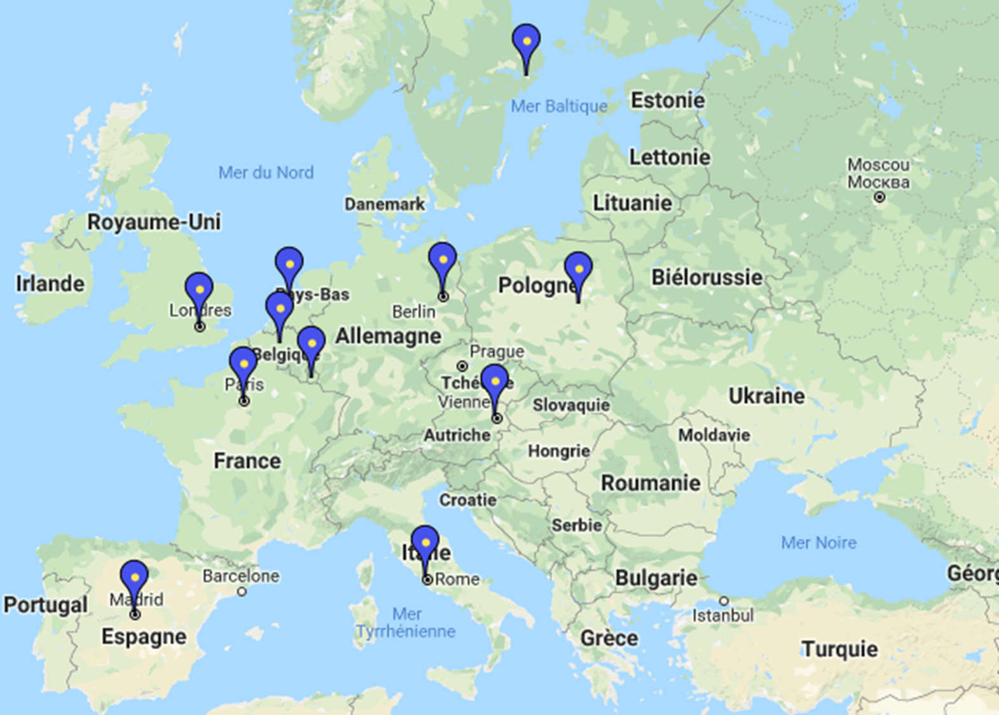 Estonie
Mer Baltique
Lettonie
Moscou
Москва
Mer du Nord
Lituanie
Danemark
Royaume-Uni
Irlande
Pologne
Biélorussie
Pays-Bas
Londres
Berlin
Allemagne
Prague
Belgique
Paris
Tchéquie
Vienne
Slovaquie
Ukraine
Autriche
Moldavie
Hongrie
France
Roumanie
Croatie
Serbie
Mer Noire
Italie
Géorg
Barcelone
Rome
Bulgarie
Madrid
Portugal
Mer
Tyrrhénienne
Istanbul
Espagne
Grèce
Turquie